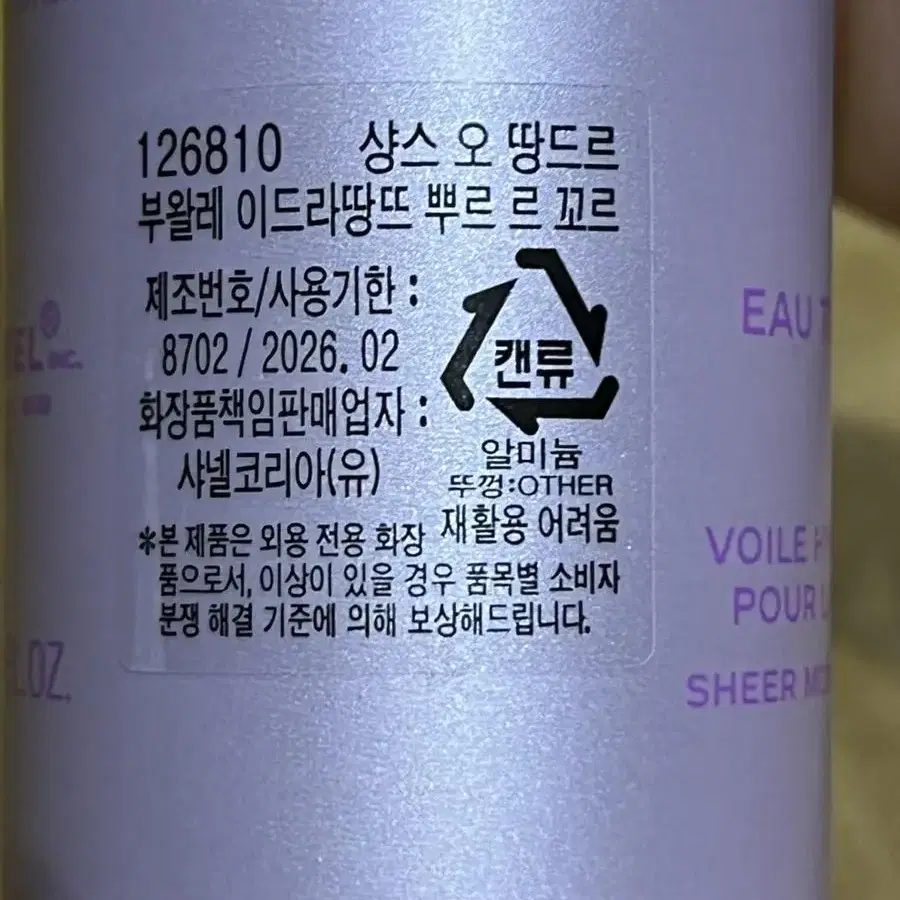 126810 샹스 오 땅드르
부왈레 이드라땅뜨 뿌르 르 꼬르
제조번호/사용기한 :
8702 / 2026. 02
화장품책임판매업자 :
샤넬코리아(유)
캔류
알미늄
뚜껑:OTHER
재활용 어려움
*본 제품은 외용 전용 화장
품으로서, 이상이 있을 경우 품목별 소비자
분쟁 해결 기준에 의해 보상해드립니다.
EL® INC.
OZ.
EAU
VOILE
POUR
SHEER